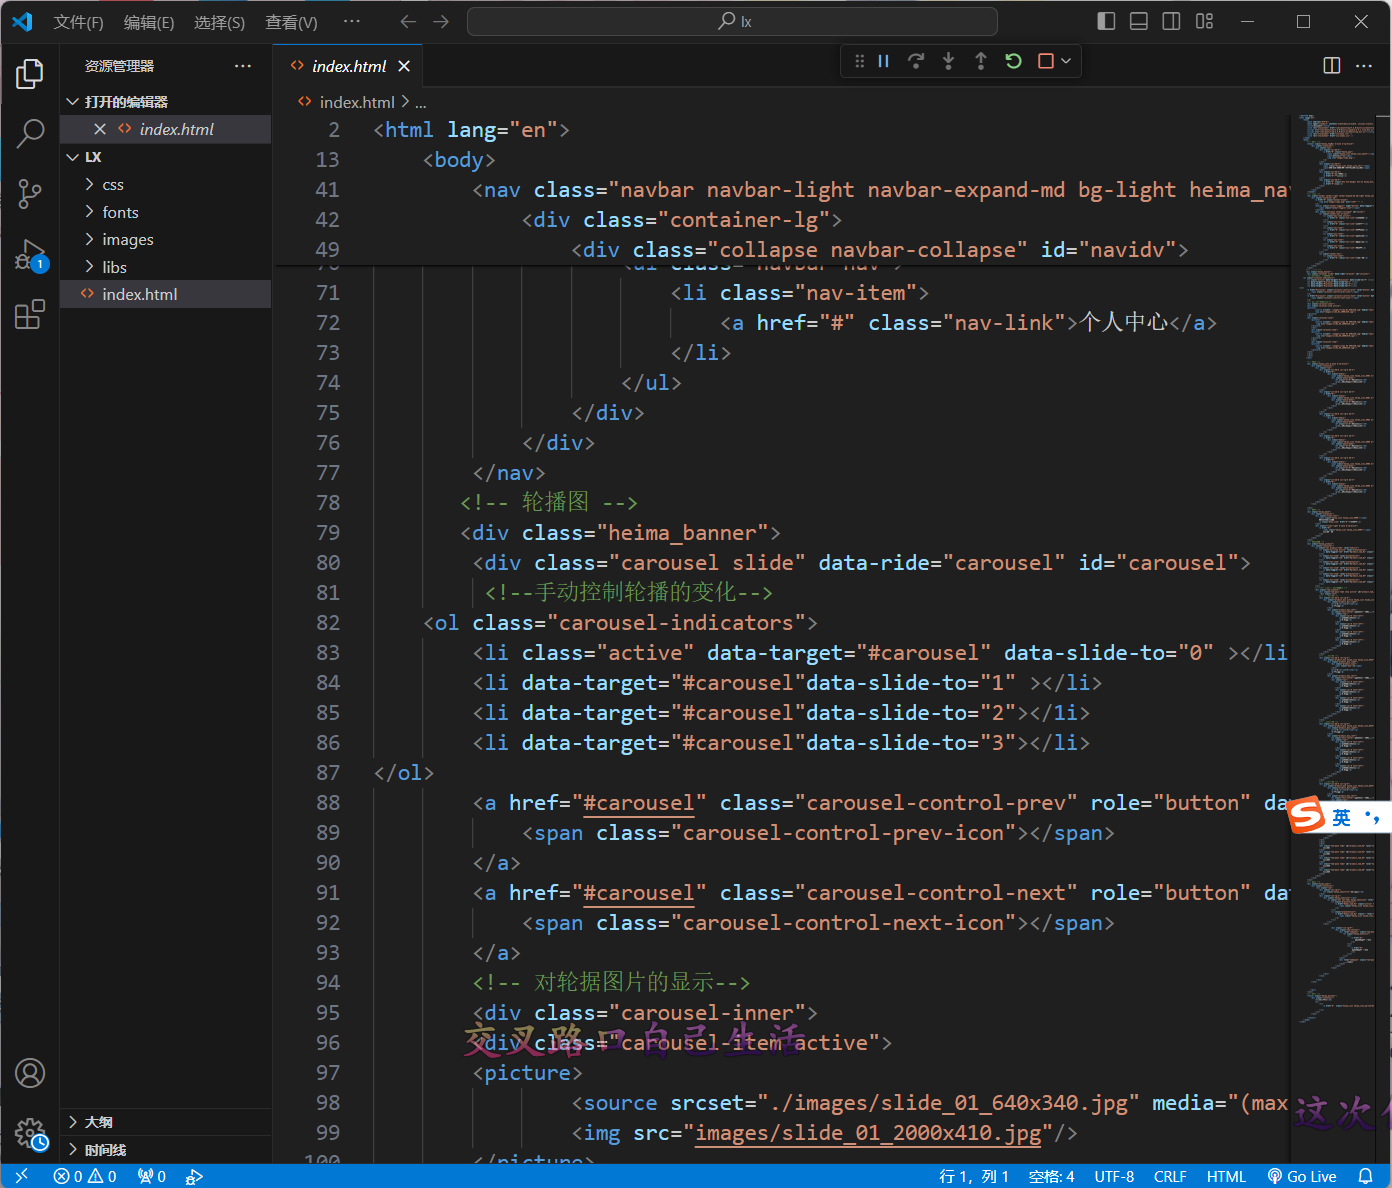 文件(F) 编辑(E) 选择(S) 查看(V) ··· lx
资源管理器 ···
打开的编辑器
index.html
LX
css
fonts
images
libs
index.html
大纲
时间线
1
index.html
index.html > ...
2 <html lang="en">
13 <body>
41 <nav class="navbar navbar-light navbar-expand-md bg-light heima_nav
42 <div class="container-lg">
49 <div class="collapse navbar-collapse" id="navidv">
71 <li class="nav-item">
72 <a href="#" class="nav-link">个人中心</a>
73 </li>
74 </ul>
75 </div>
76 </div>
77 </nav>
78 <!-- 轮播图 -->
79 <div class="heima_banner">
80 <div class="carousel slide" data-ride="carousel" id="carousel">
81 <!--手动控制轮播的变化-->
82 <ol class="carousel-indicators">
83 <li class="active" data-target="#carousel" data-slide-to="0" ></li
84 <li data-target="#carousel"data-slide-to="1" ></li>
85 <li data-target="#carousel"data-slide-to="2"></1i>
86 <li data-target="#carousel"data-slide-to="3"></li>
87 </ol>
88 <a href="#carousel" class="carousel-control-prev" role="button" da
89 <span class="carousel-control-prev-icon"></span>
90 </a>
91 <a href="#carousel" class="carousel-control-next" role="button" da
92 <span class="carousel-control-next-icon"></span>
93 </a>
94 <!-- 对轮据图片的显示-->
95 <div class="carousel-inner">
96 <div class="carousel-item active">
交叉路口自己生活
97 <picture>
98 <source srcset="./images/slide_01_640x340.jpg" media="(max
99 <img src="images/slide_01_2000x410.jpg"/>
100 </picture>
英
这次
0 0 0 行 1, 列 1 空格: 4 UTF-8 CRLF HTML Go Live